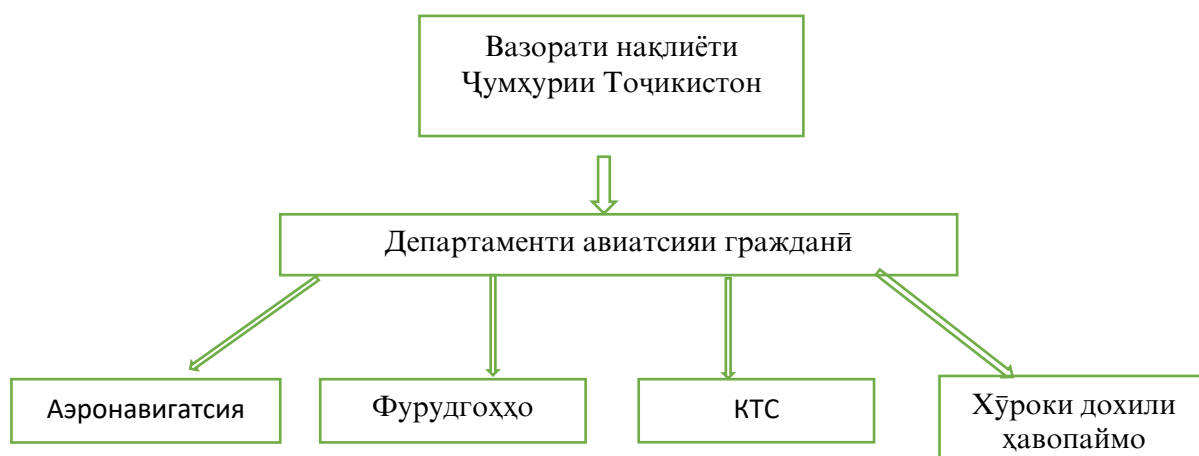 Вазорати нақлиёти
Ҷумҳурии Тоҷикистон
Департаменти авиатсияи гражданӣ
Аэронавигатсия
Фурудгоҳҳо
КТС
Хӯроки дохили
ҳавопаймо